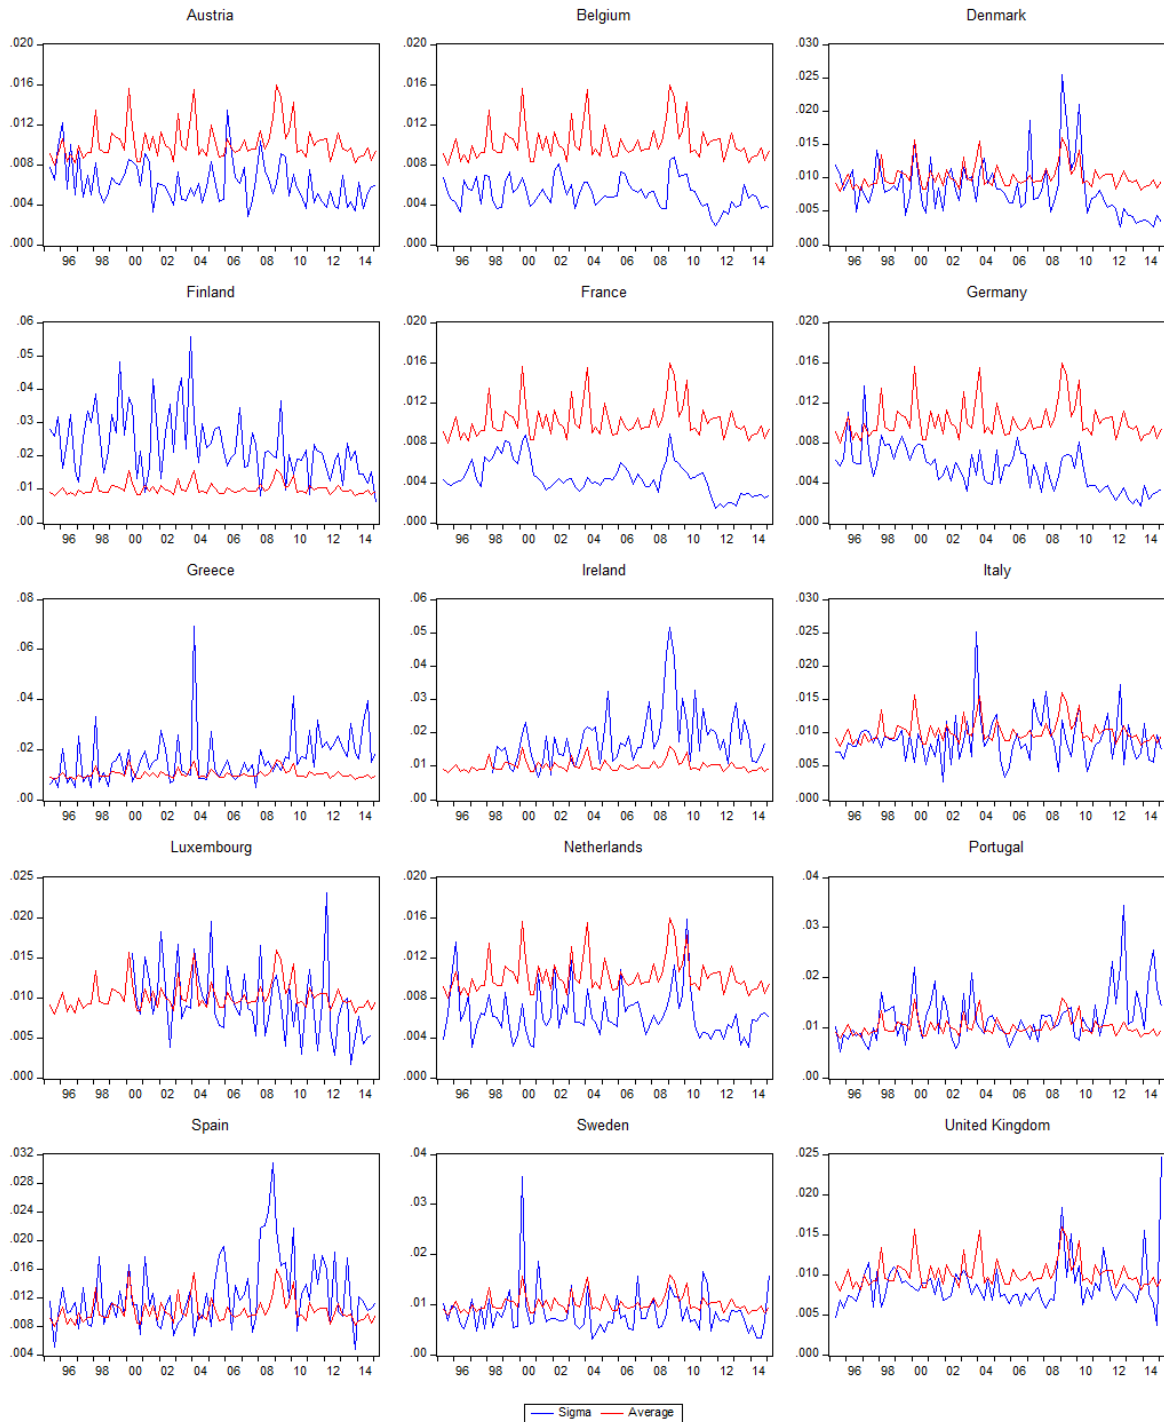 Austria Belgium Denmark
.020 .020 .030
.016 .016 .025
.012 .012 .020
.008 .008 .015
.004 .004 .010
.000 .000 .005
.000
96 98 00 02 04 06 08 10 12 14 96 98 00 02 04 06 08 10 12 14 96 98 00 02 04 06 08 10 12 14
Finland France Germany
.06 .020 .020
.05 .016 .016
.04 .012 .012
.03 .008 .008
.02 .004 .004
.01 .000 .000
.00
96 98 00 02 04 06 08 10 12 14 96 98 00 02 04 06 08 10 12 14 96 98 00 02 04 06 08 10 12 14
Greece Ireland Italy
.08 .06 .030
.06 .05 .025
.04 .04 .020
.02 .03 .015
.00 .02 .010
.01 .005
.00 .000
96 98 00 02 04 06 08 10 12 14 96 98 00 02 04 06 08 10 12 14 96 98 00 02 04 06 08 10 12 14
Luxembourg Netherlands Portugal
.025 .020 .04
.020 .016 .03
.015 .012 .02
.010 .008 .01
.005 .004 .00
.000 .000
96 98 00 02 04 06 08 10 12 14 96 98 00 02 04 06 08 10 12 14 96 98 00 02 04 06 08 10 12 14
Spain Sweden United Kingdom
.032 .04 .025
.028 .03 .020
.024 .02 .015
.020 .01 .010
.016 .00 .005
.012 .000
.008
.004
96 98 00 02 04 06 08 10 12 14 96 98 00 02 04 06 08 10 12 14 96 98 00 02 04 06 08 10 12 14
Sigma Average